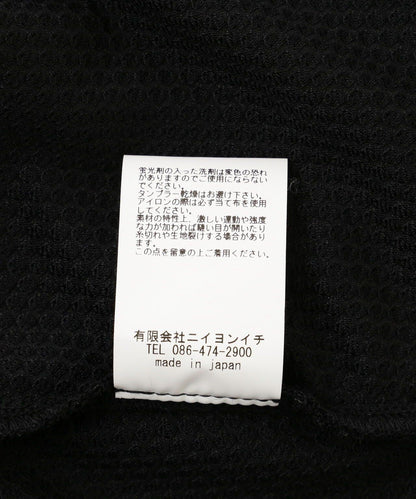 蛍光剤の入った洗剤は変色の恐れ
がありますのでご使用にならない
でください。
タンブラー乾燥はお避け下さい。
アイロンの際は必ず当て布を使用
してください。
素材の特性上、激しい運動や強度
な力が加われば縫い目が開いたり
糸切れや生地裂けする場合があり
ます。
この点を留意の上ご着用ください。
有限会社ニイヨンイチ
TEL 086-474-2900
made in japan